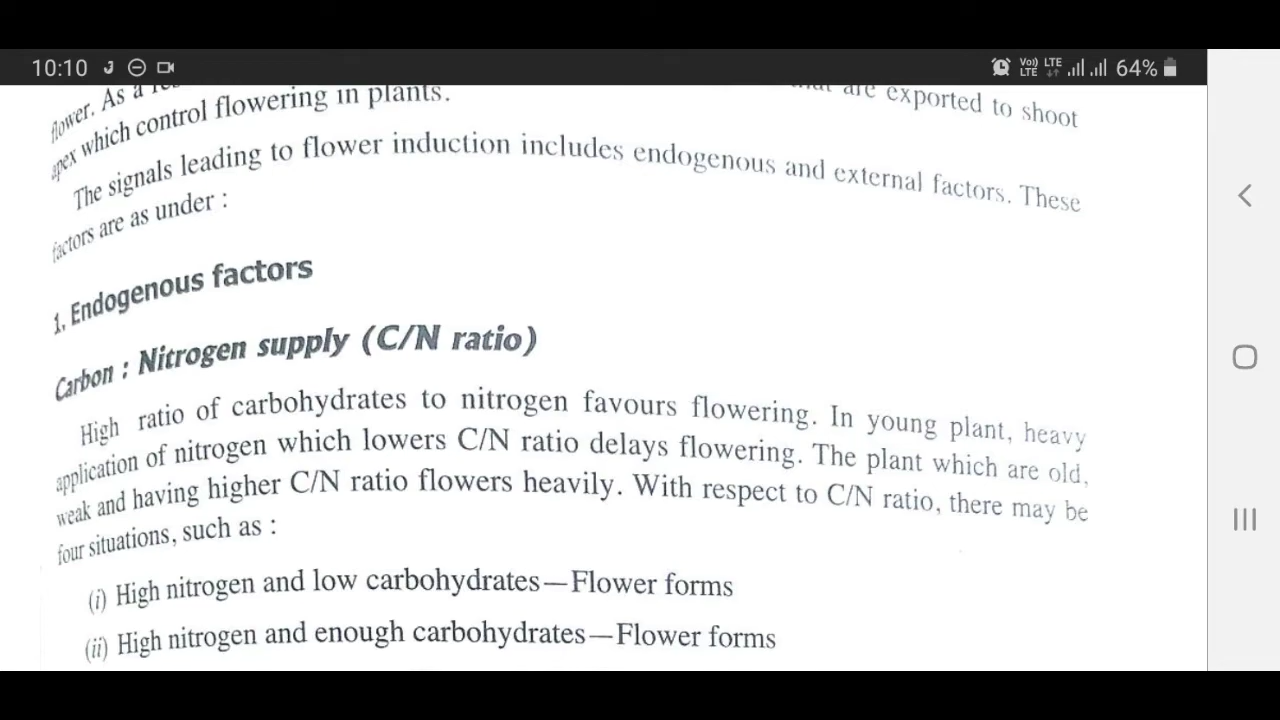 10:10
Vo)) LTE
LTE
64%
flower. As a
are exported to shoot
apex which control flowering in plants.
The signals leading to flower induction includes endogenous and external factors. These
factors are as under :
1. Endogenous factors
Carbon : Nitrogen supply (C/N ratio)
High ratio of carbohydrates to nitrogen favours flowering. In young plant, heavy
application of nitrogen which lowers C/N ratio delays flowering. The plant which are old,
weak and having higher C/N ratio flowers heavily. With respect to C/N ratio, there may be
four situations, such as :
(i) High nitrogen and low carbohydrates—Flower forms
(ii) High nitrogen and enough carbohydrates—Flower forms